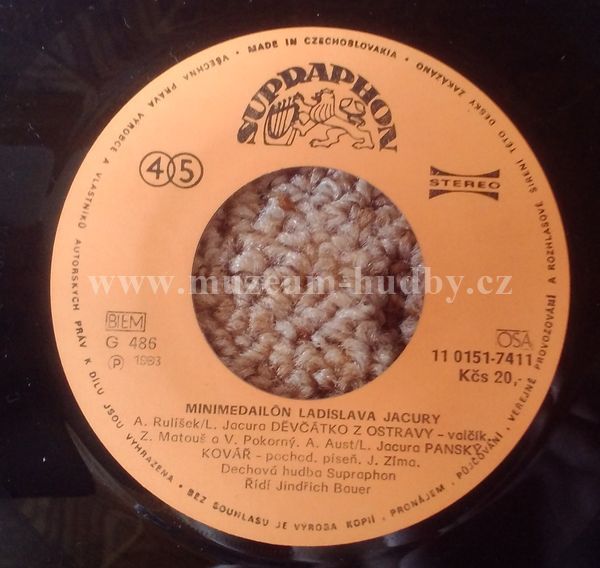 VŠECHNA PRÁVA VÝROBCE A VLASTNÍKŮ AUTORSKÝCH PRÁV K DÍLU JSOU VYHRAZENA • BEZ SOUHLASU JE VÝROBA KOPIÍ, PRONÁJEM, PŮJČOVÁNÍ, VEŘEJNÉ PROVOZOVÁNÍ A ROZHLASOVÉ ŠÍŘENÍ TÉTO DESKY ZAKÁZÁNO • MADE IN CZECHOSLOVAKIA •
SUPRAPHON
45
STEREO
www.muzeum-hudby.cz
BIEM
G 486
Ⓟ 1983
OSA
11 0151-7411
Kčs 20,-
MINIMEDAILÓN LADISLAVA JACURY
A. Rulíšek/L. Jacura DĚVČÁTKO Z OSTRAVY - valčík.
Z. Matouš a V. Pokorný. A. Aust/L. Jacura PANSKÝ
KOVÁŘ - pochod. píseň. J. Zíma.
Dechová hudba Supraphon
Řídí Jindřich Bauer